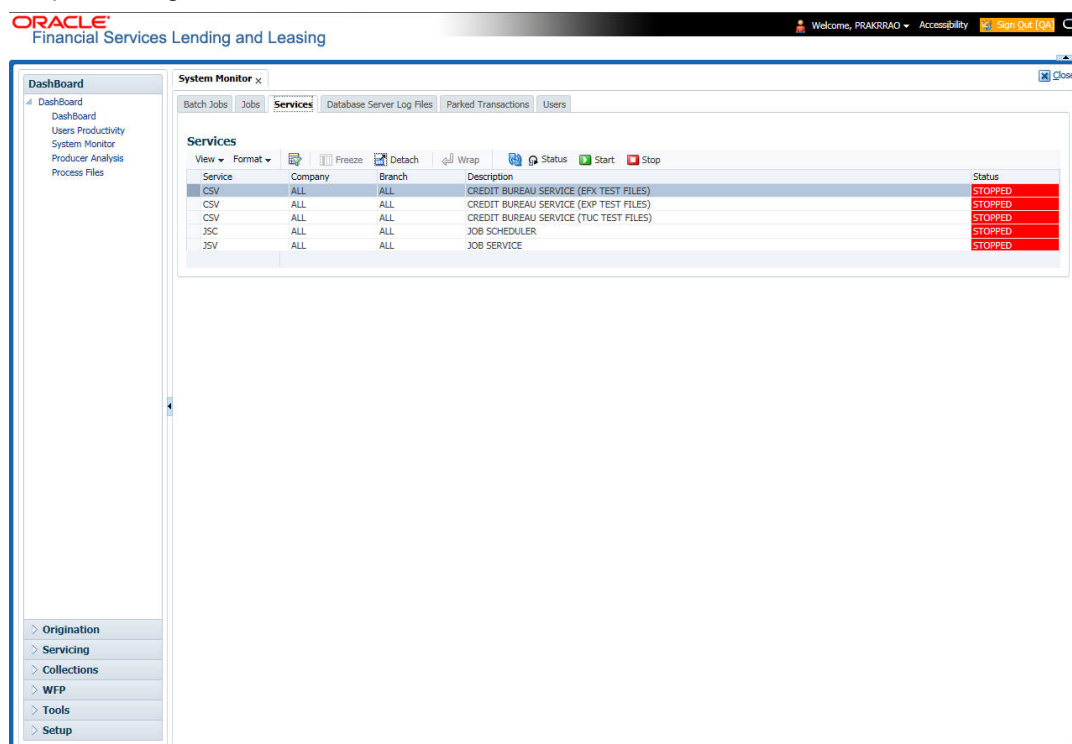 ORACLE
Financial Services Lending and Leasing
Welcome, PRAKRRAO Accessibility Sign Out [QA]
DashBoard
DashBoard
DashBoard
Users Productivity
System Monitor
Producer Analysis
Process Files
System Monitor x
Close
Batch Jobs Jobs Services Database Server Log Files Parked Transactions Users
Services
View Format Freeze Detach Wrap Status Start Stop
Service Company Branch Description Status
CSV ALL ALL CREDIT BUREAU SERVICE (EFX TEST FILES) STOPPED
CSV ALL ALL CREDIT BUREAU SERVICE (EXP TEST FILES) STOPPED
CSV ALL ALL CREDIT BUREAU SERVICE (TUC TEST FILES) STOPPED
JSC ALL ALL JOB SCHEDULER STOPPED
JSV ALL ALL JOB SERVICE STOPPED
Origination
Servicing
Collections
WFP
Tools
Setup